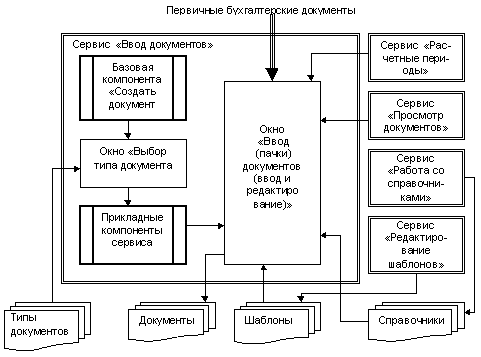 Первичные бухгалтерские документы
Сервис «Ввод документов»
Базовая
компонента
«Создать
документ
Окно «Выбор
типа документа
Прикладные
компоненты
сервиса
Окно
«Ввод
(пачки)
документов
(ввод и
редактиро
вание)»
Сервис «Рас-
четные перио-
ды»
Сервис
«Просмотр
документов»
Сервис
«Работа со
справочни-
ками»
Сервис
«Редактиро-
вание
шаблонов»
Типы
документов
Документы
Шаблоны
Справочники